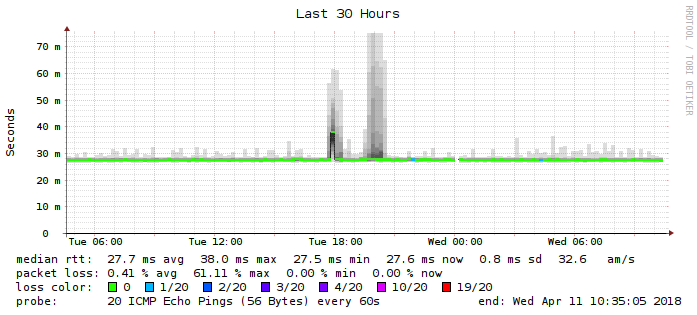 Last 30 Hours
RRDTOOL / TOBI OETIKER
Seconds
70 m
60 m
50 m
40 m
30 m
20 m
10 m
0
Tue 06:00 Tue 12:00 Tue 18:00 Wed 00:00 Wed 06:00
median rtt: 27.7 ms avg 38.0 ms max 27.5 ms min 27.6 ms now 0.8 ms sd 32.6 am/s
packet loss: 0.41 % avg 61.11 % max 0.00 % min 0.00 % now
loss color: 0 1/20 2/20 3/20 4/20 10/20 19/20
probe: 20 ICMP Echo Pings (56 Bytes) every 60s end: Wed Apr 11 10:35:05 2018